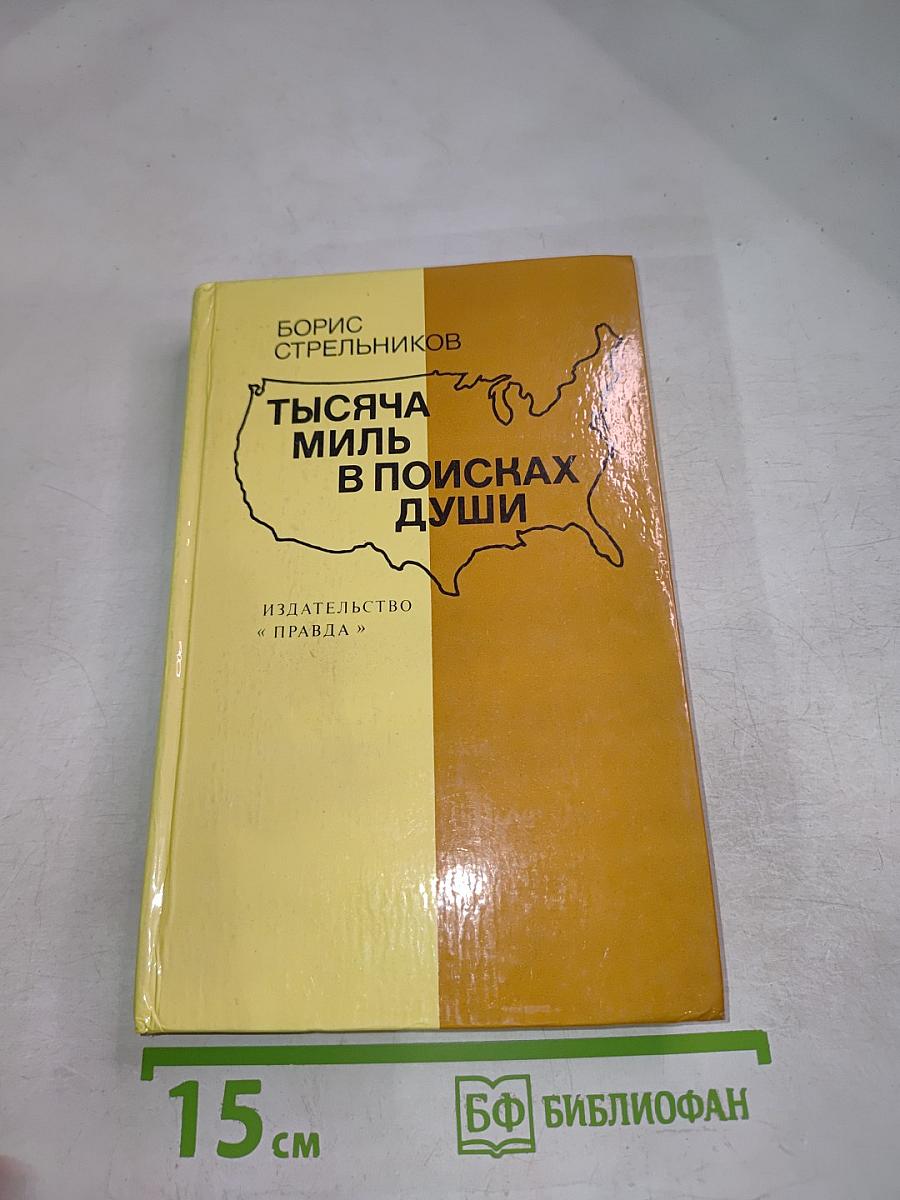 БОРИС
СТРЕЛЬНИКОВ
ТЫСЯЧА
МИЛЬ
В ПОИСКАХ
ДУШИ
ИЗДАТЕЛЬСТВО
« ПРАВДА »
15 см
БФ БИБЛИОФАН